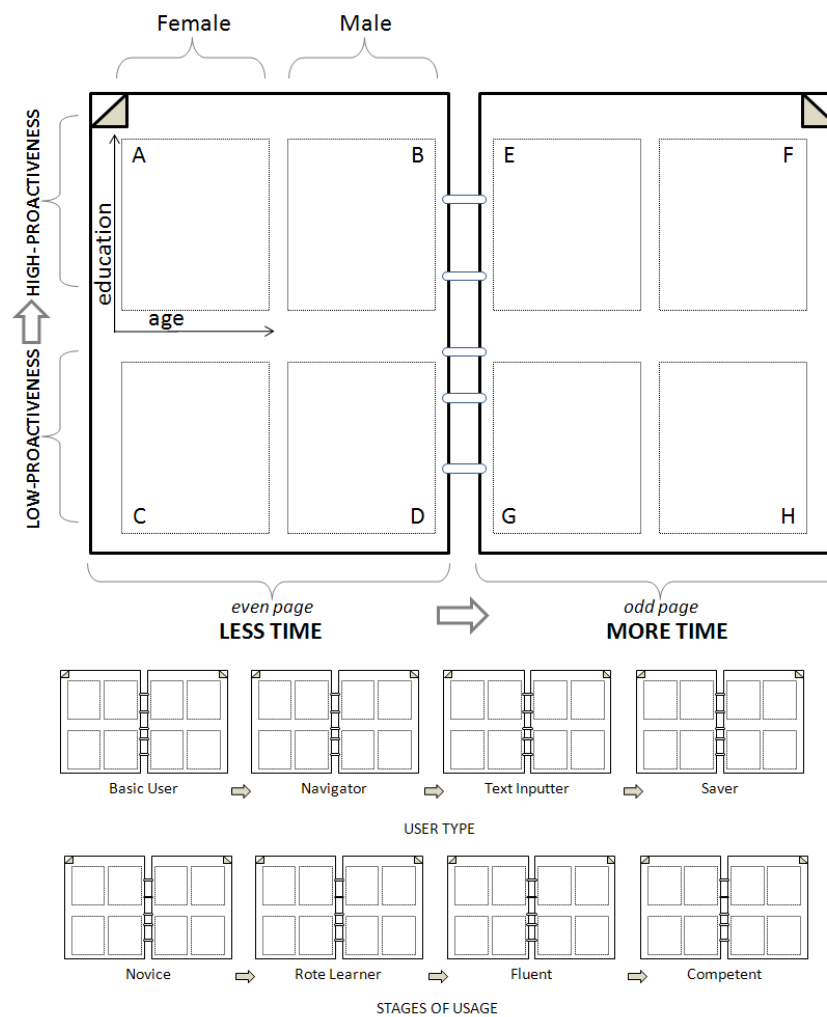 Female Male
HIGH-PROACTIVENESS
A B E F
education
age
LOW-PROACTIVENESS
C D G H
even page odd page
LESS TIME MORE TIME
Basic User Navigator Text Inputter Saver
USER TYPE
Novice Rote Learner Fluent Competent
STAGES OF USAGE